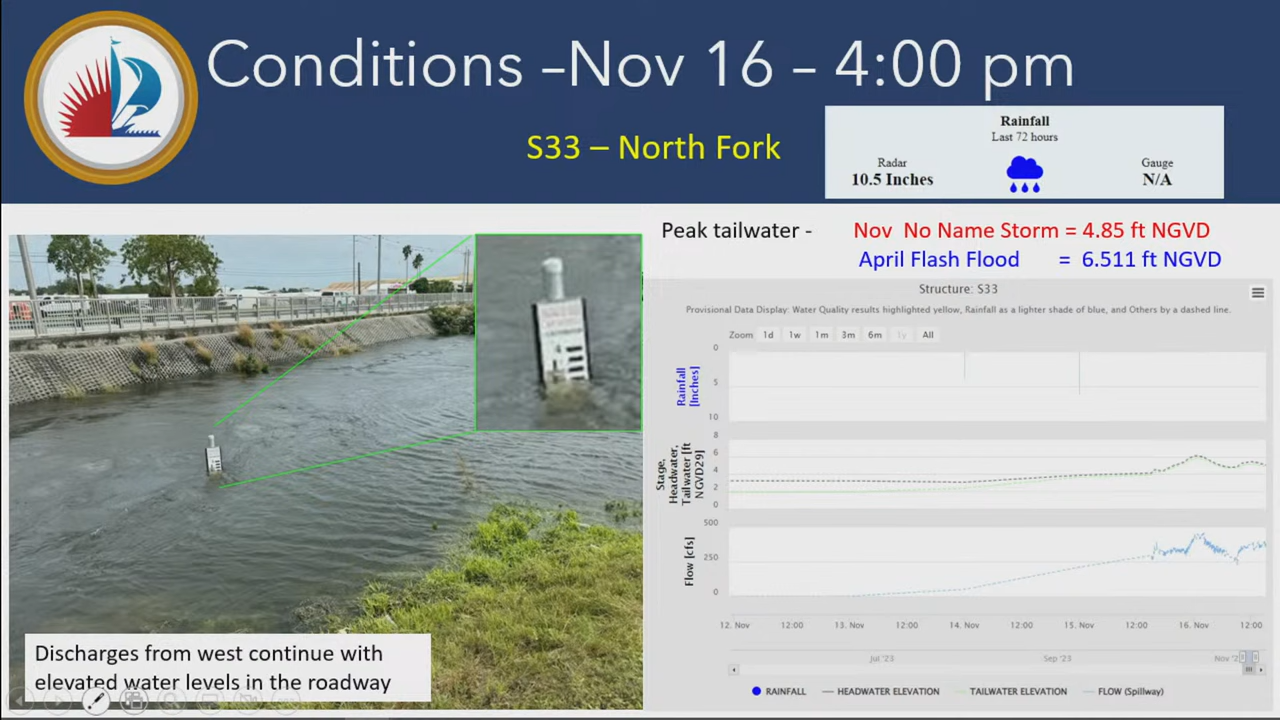 Conditions –Nov 16 – 4:00 pm
S33 – North Fork
Rainfall
Last 72 hours
Radar
10.5 Inches
Gauge
N/A
Peak tailwater - Nov No Name Storm = 4.85 ft NGVD
April Flash Flood = 6.511 ft NGVD
Structure: S33
Provisional Data Display: Water Quality results highlighted yellow, Rainfall as a lighter shade of blue, and Others by a dashed line.
Zoom 1d 1w 1m 3m 6m 1y All
Rainfall
[Inches]
0
5
10
Stage,
Headwater,
Tailwater [ft
NGVD29]
8
6
4
2
0
Flow [cfs]
500
250
0
12. Nov 12:00 13. Nov 12:00 14. Nov 12:00 15. Nov 12:00 16. Nov 12:00
Jul '23 Sep '23 Nov '2
RAINFALL HEADWATER ELEVATION TAILWATER ELEVATION FLOW (Spillway)
4
Discharges from west continue with
elevated water levels in the roadway